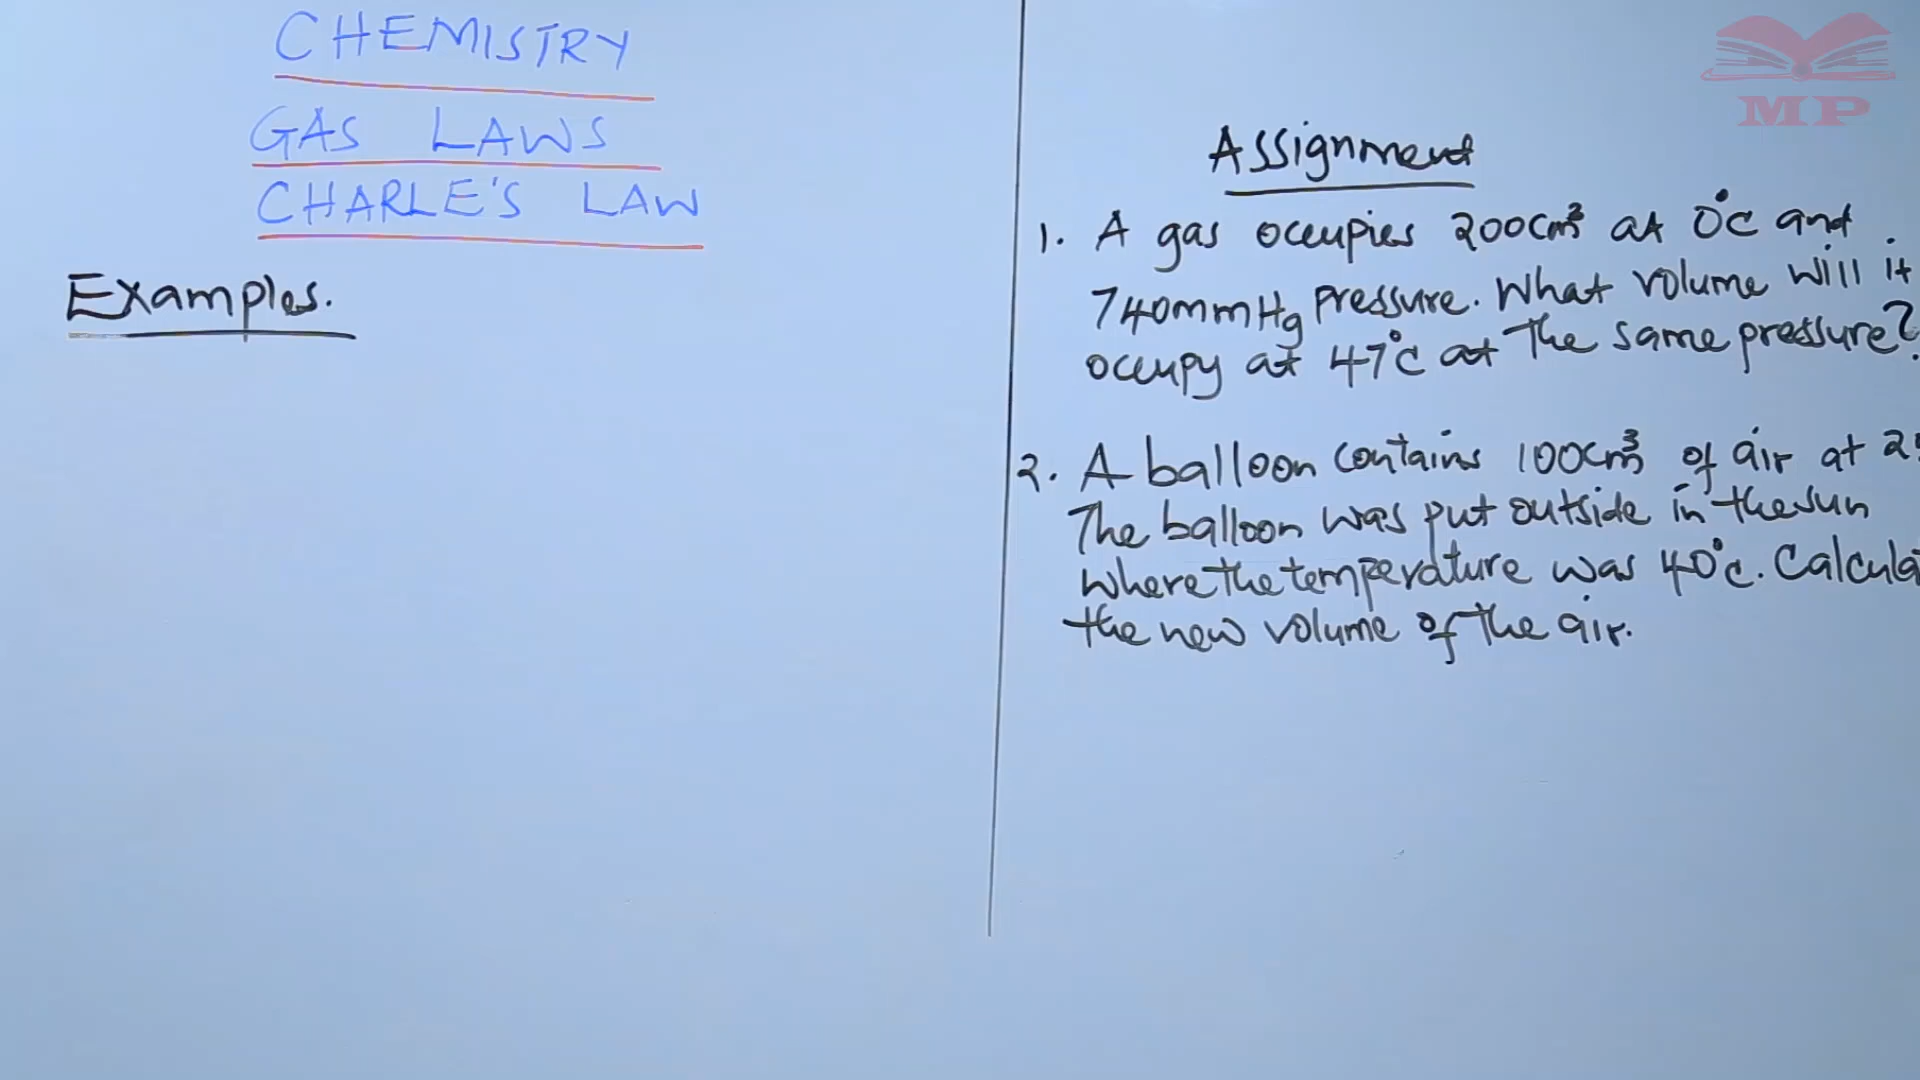 CHEMISTRY
GAS LAWS
CHARLE'S LAW
Examples.
MP
Assignment
1. A gas occupies 200cm³ at 0°C and
740mmHg pressure. What volume will it
occupy at 47°C at the same pressure?
2. A balloon contains 100cm³ of air at
The balloon was put outside in the sun
where the temperature was 40°C.
the new volume of the air.